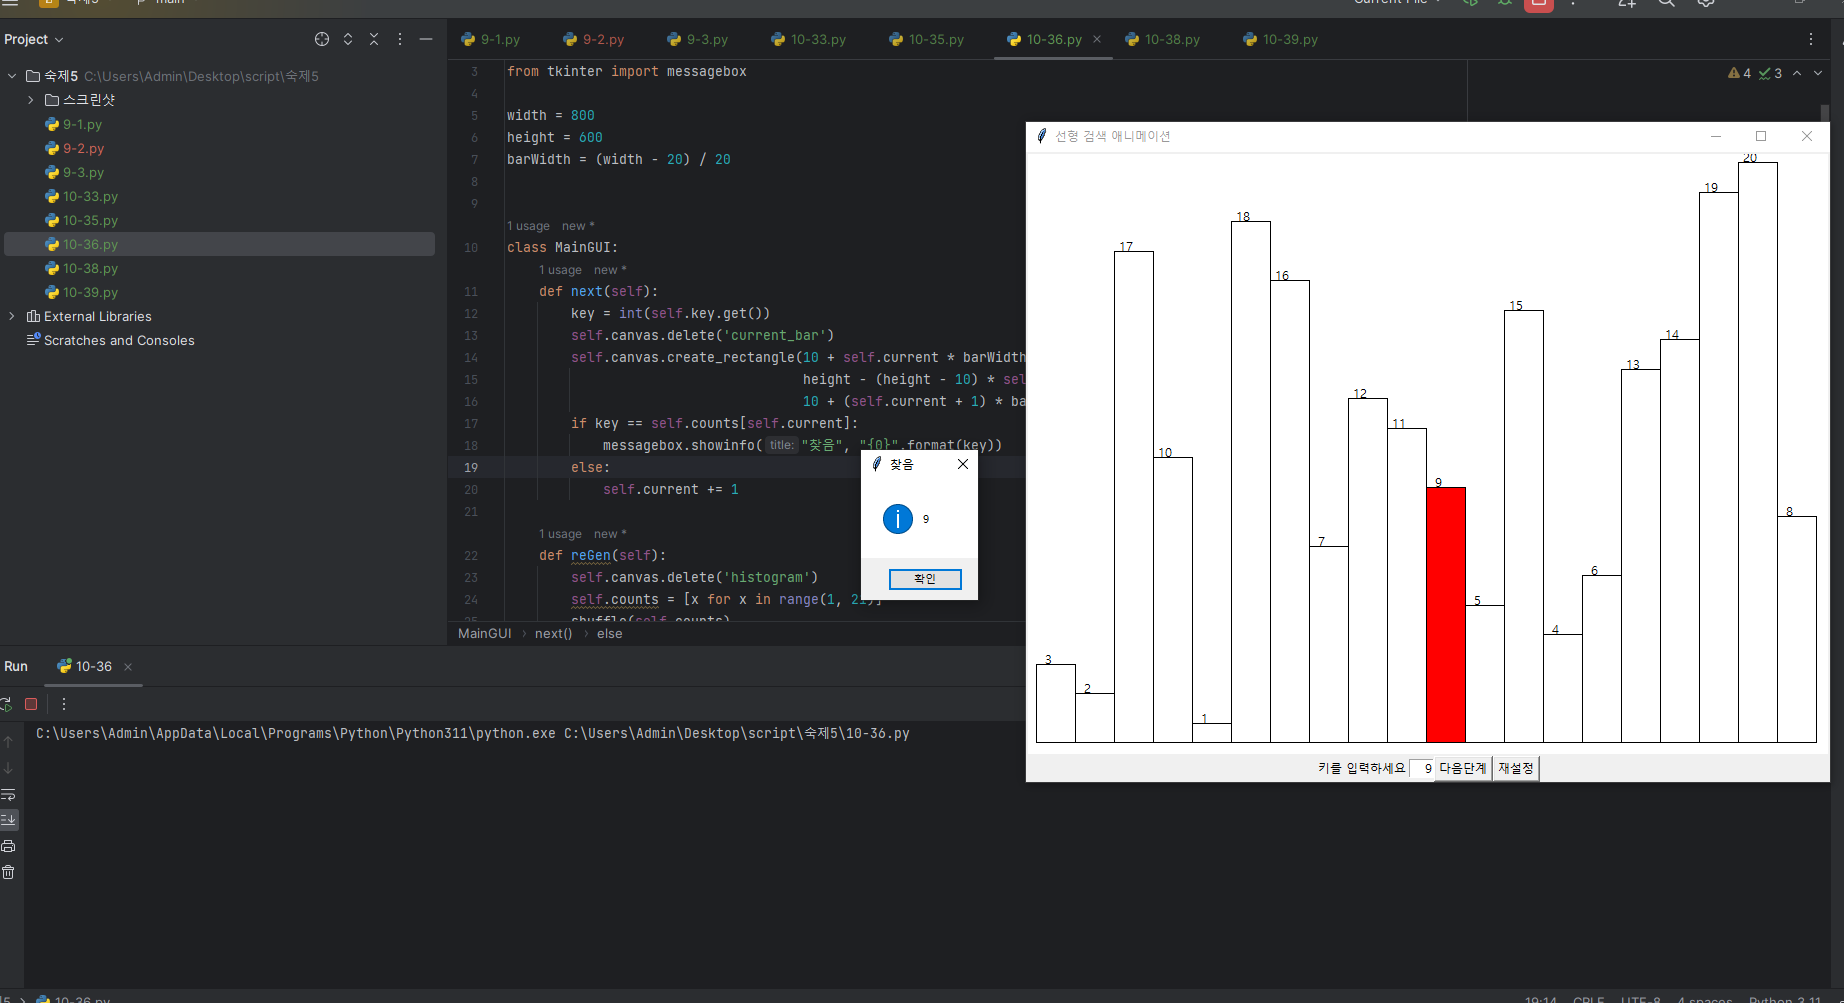 숙제5 main Current File
Project
9-1.py 9-2.py 9-3.py 10-33.py 10-35.py 10-36.py 10-38.py 10-39.py
숙제5 C:\Users\Admin\Desktop\script\숙제5
스크린샷
9-1.py
9-2.py
9-3.py
10-33.py
10-35.py
10-36.py
10-38.py
10-39.py
External Libraries
Scratches and Consoles
4 3
3 from tkinter import messagebox
4
5 width = 800
6 height = 600
7 barWidth = (width - 20) / 20
8
9
1 usage new *
10 class MainGUI:
1 usage new *
11 def next(self):
12 key = int(self.key.get())
13 self.canvas.delete('current_bar')
14 self.canvas.create_rectangle(10 + self.current * barWidth
15 height - (height - 10) * sel
16 10 + (self.current + 1) * ba
17 if key == self.counts[self.current]:
18 messagebox.showinfo( title: "찾음", "{0}".format(key))
19 else:
20 self.current += 1
21
1 usage new *
22 def reGen(self):
23 self.canvas.delete('histogram')
24 self.counts = [x for x in range(1, 21)]
25 shuffle(self.counts)
MainGUI › next() › else
찾음
9
확인
선형 검색 애니메이션
3 2 17 10 1 18 16 7 12 11 9 5 15 4 6 13 14 19 20 8
키를 입력하세요 9 다음단계 재설정
Run 10-36
C:\Users\Admin\AppData\Local\Programs\Python\Python311\python.exe C:\Users\Admin\Desktop\script\숙제5\10-36.py
제5 › 10-36.py 19:14 CRLF UTF-8 4 spaces Python 3.11